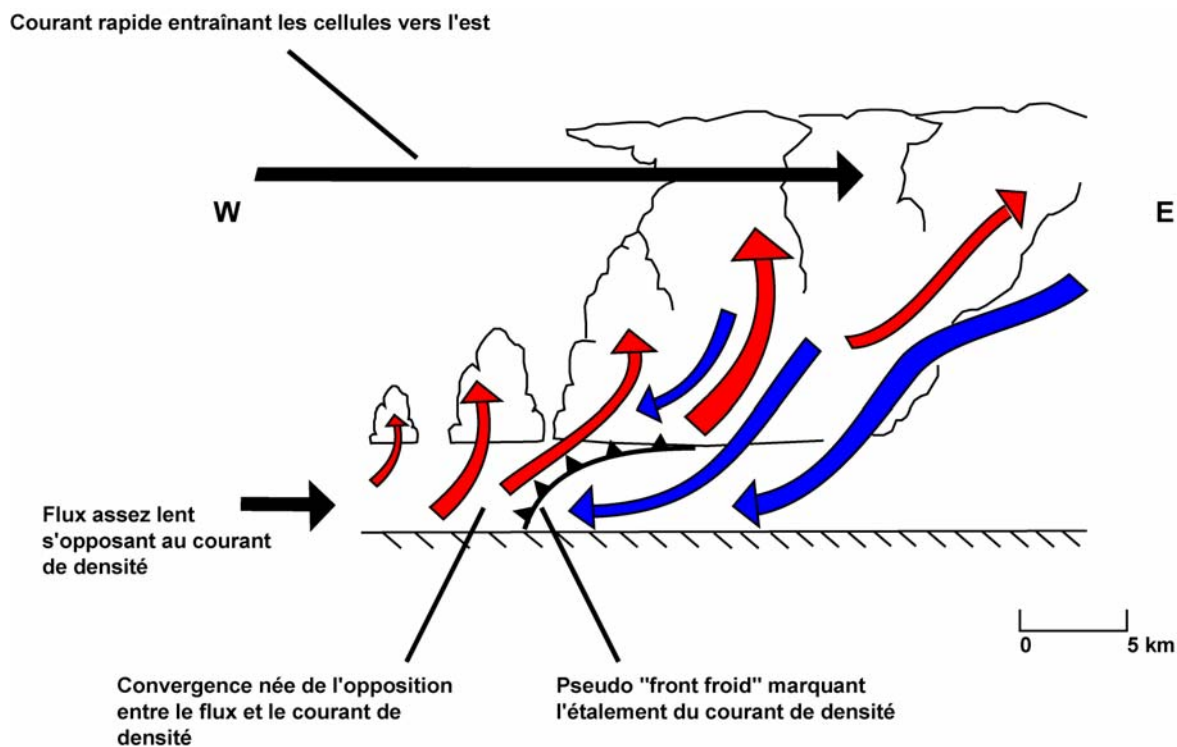 Courant rapide entraînant les cellules vers l'est
W
E
Flux assez lent
s'opposant au courant
de densité
0
5 km
Convergence née de l'opposition
entre le flux et le courant de
densité
Pseudo "front froid" marquant
l'étalement du courant de densité